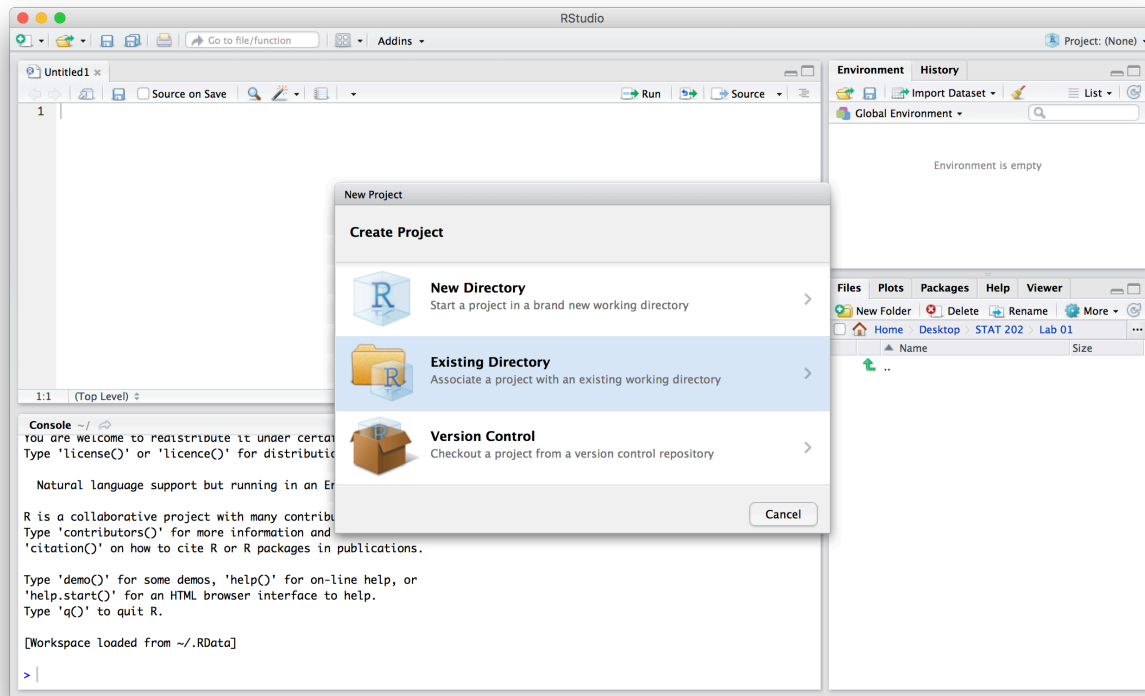 RStudio
Go to file/function
Addins
Project: (None)
Untitled1
Source on Save
Run
Source
1
1:1
(Top Level)
Console ~/
You are welcome to redistribute it under certai
Type 'license()' or 'licence()' for distributio
Natural language support but running in an En
R is a collaborative project with many contribu
Type 'contributors()' for more information and
'citation()' on how to cite R or R packages in publications.
Type 'demo()' for some demos, 'help()' for on-line help, or
'help.start()' for an HTML browser interface to help.
Type 'q()' to quit R.
[Workspace loaded from ~/.RData]
>
New Project
Create Project
New Directory
Start a project in a brand new working directory
Existing Directory
Associate a project with an existing working directory
Version Control
Checkout a project from a version control repository
Cancel
Environment
History
Import Dataset
List
Global Environment
Environment is empty
Files
Plots
Packages
Help
Viewer
New Folder
Delete
Rename
More
Home
Desktop
STAT 202
Lab 01
...
Name
Size
..